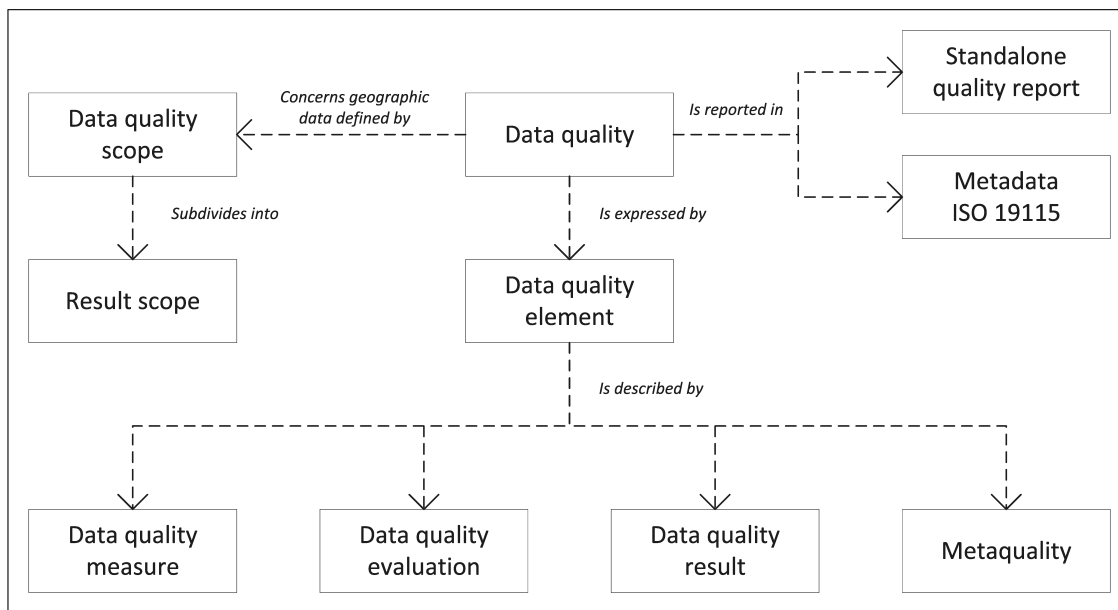 Standalone
quality report
Concerns geographic
data defined by
Is reported in
Data quality
scope
Data quality
Metadata
ISO 19115
Subdivides into
Is expressed by
Result scope
Data quality
element
Is described by
Data quality
measure
Data quality
evaluation
Data quality
result
Metaquality